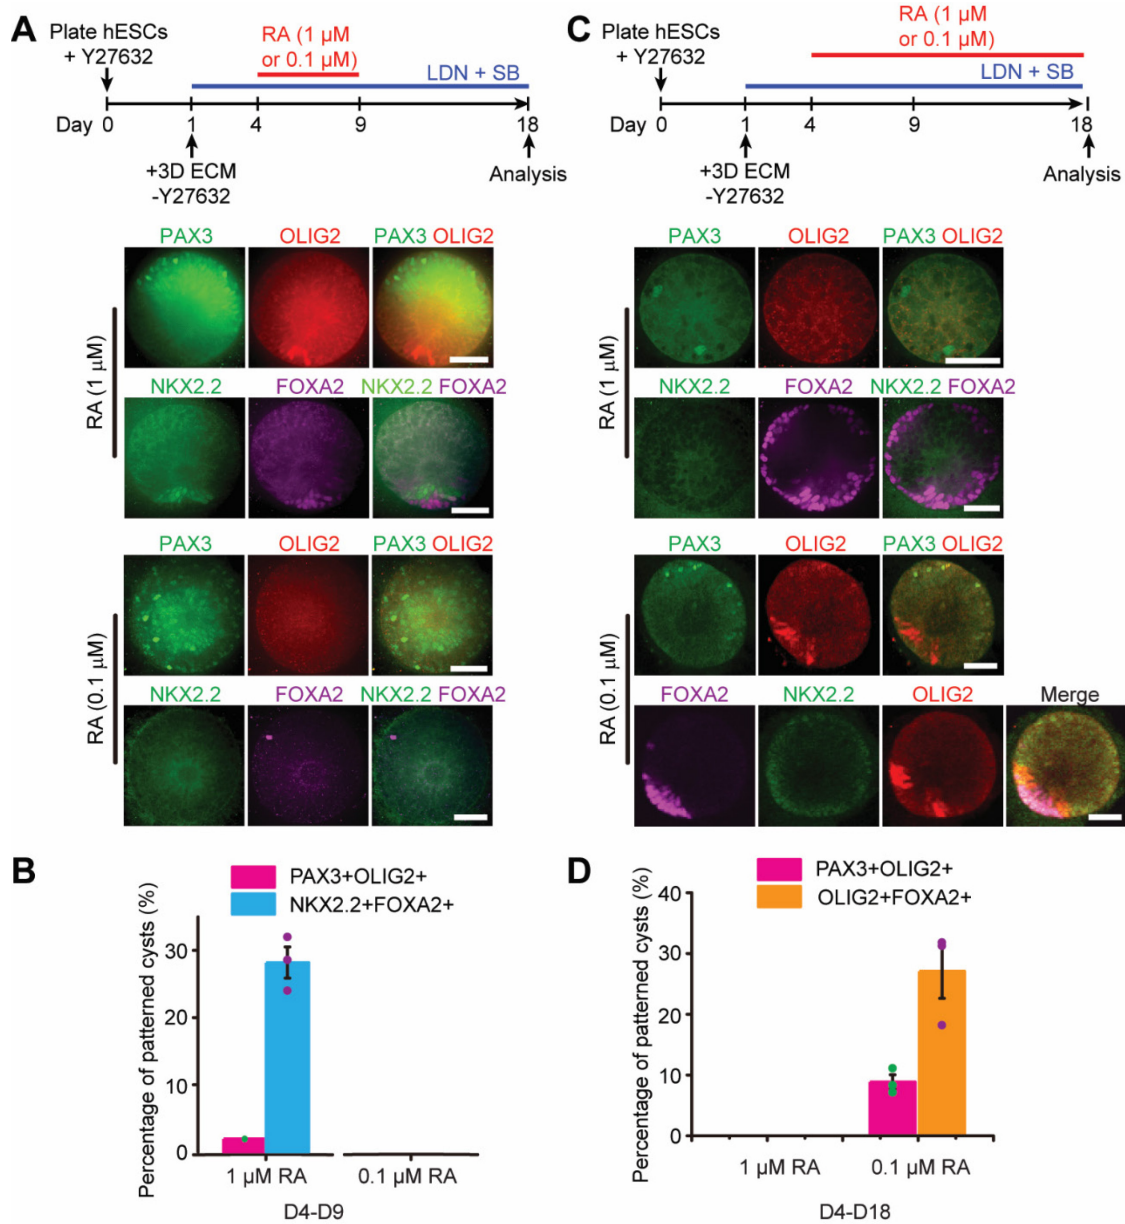 A
Plate hESCs
+ Y27632
RA (1 µM
or 0.1 µM)
LDN + SB
Day 0 1 4 9 18
+3D ECM
-Y27632
Analysis
PAX3 OLIG2 PAX3 OLIG2
RA (1 µM)
NKX2.2 FOXA2 NKX2.2 FOXA2
PAX3 OLIG2 PAX3 OLIG2
RA (0.1 µM)
NKX2.2 FOXA2 NKX2.2 FOXA2
C
Plate hESCs
+ Y27632
RA (1 µM
or 0.1 µM)
LDN + SB
Day 0 1 4 9 18
+3D ECM
-Y27632
Analysis
PAX3 OLIG2 PAX3 OLIG2
RA (1 µM)
NKX2.2 FOXA2 NKX2.2 FOXA2
PAX3 OLIG2 PAX3 OLIG2
RA (0.1 µM)
FOXA2 NKX2.2 OLIG2 Merge
B
PAX3+OLIG2+
NKX2.2+FOXA2+
Percentage of patterned cysts (%)
30
20
10
0
1 µM RA 0.1 µM RA
D4-D9
D
PAX3+OLIG2+
OLIG2+FOXA2+
Percentage of patterned cysts (%)
40
30
20
10
0
1 µM RA 0.1 µM RA
D4-D18